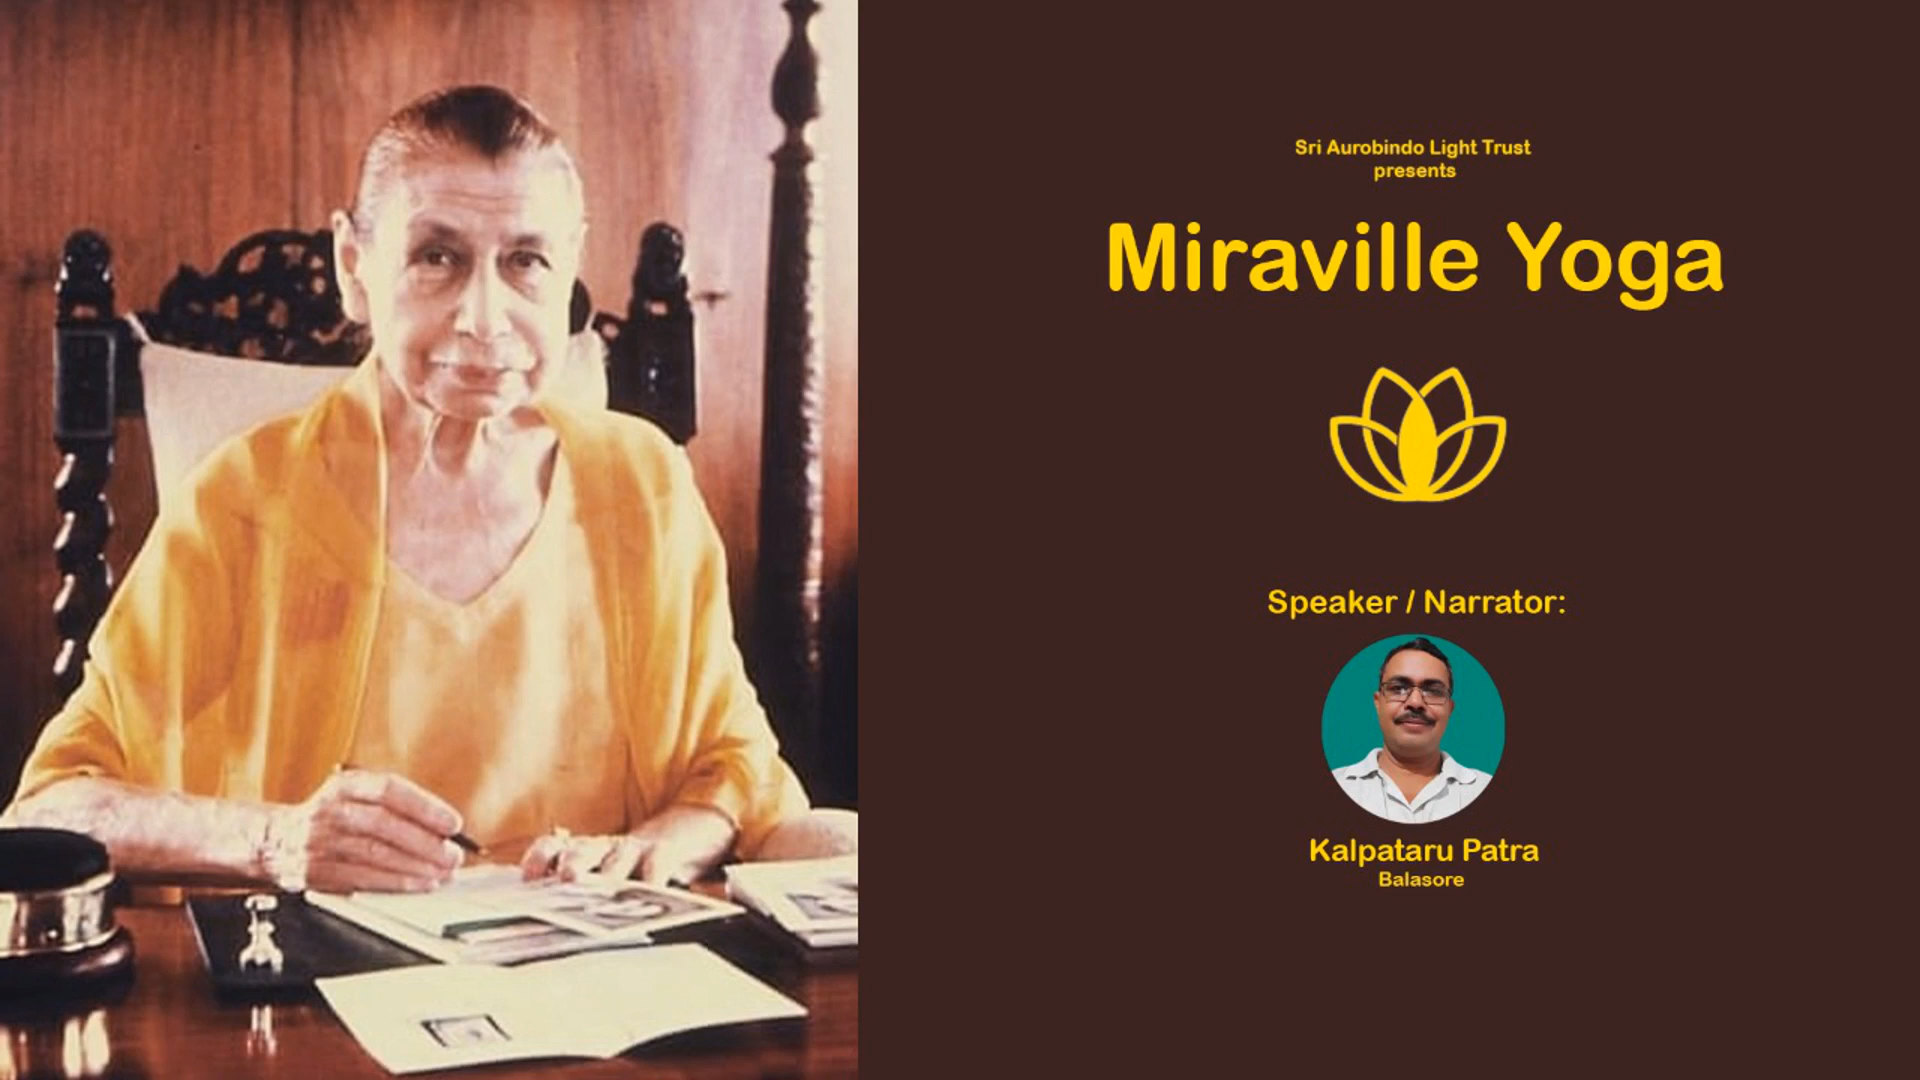 Sri Aurobindo Light Trust
presents
Miraville Yoga
Speaker / Narrator:
Kalpataru Patra
Balasore